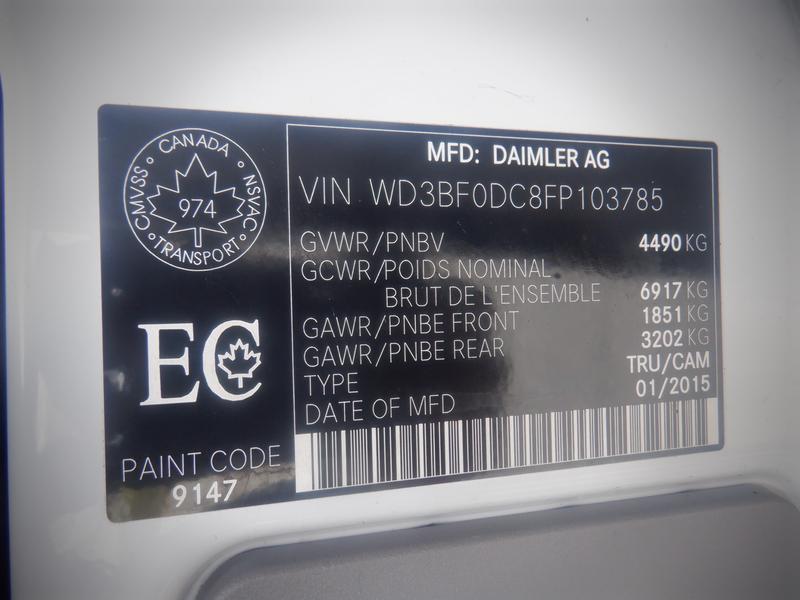 CANADA
CMVSS
974
NSVAC
TRANSPORT
EC
PAINT CODE
9147
MFD: DAIMLER AG
VIN WD3BF0DC8FP103785
GVWR/PNBV 4490 KG
GCWR/POIDS NOMINAL
BRUT DE L'ENSEMBLE 6917 KG
GAWR/PNBE FRONT 1851 KG
GAWR/PNBE REAR 3202 KG
TYPE TRU/CAM
DATE OF MFD 01/2015